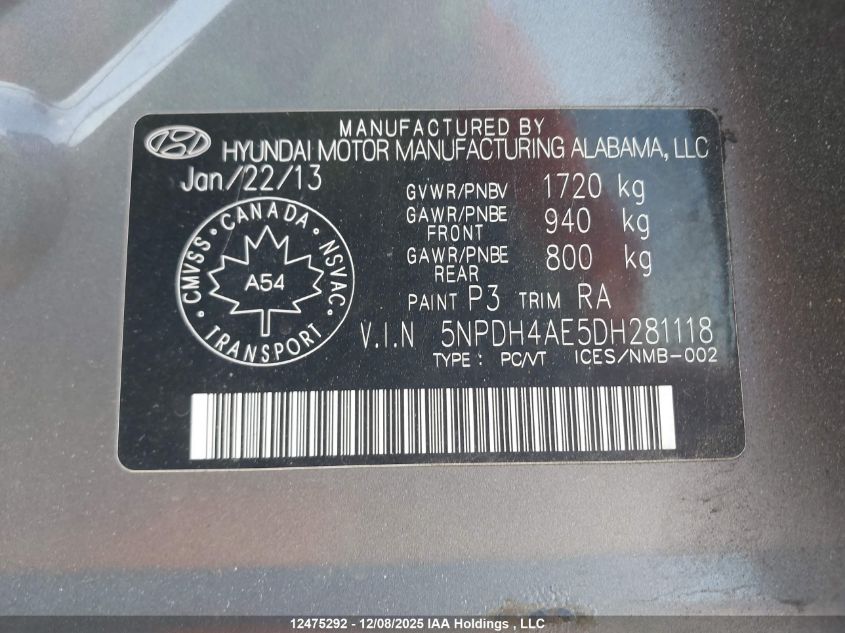 MANUFACTURED BY
HYUNDAI MOTOR MANUFACTURING ALABAMA, LLC
Jan/22/13
GVWR/PNBV 1720 kg
GAWR/PNBE FRONT 940 kg
GAWR/PNBE REAR 800 kg
PAINT P3 TRIM RA
V.I.N 5NPDH4AE5DH281118
TYPE: PC/VT ICES/NMB-002
CMVSS • CANADA • NSVAC • TRANSPORT •
A54
12475292 - 12/08/2025 IAA Holdings , LLC